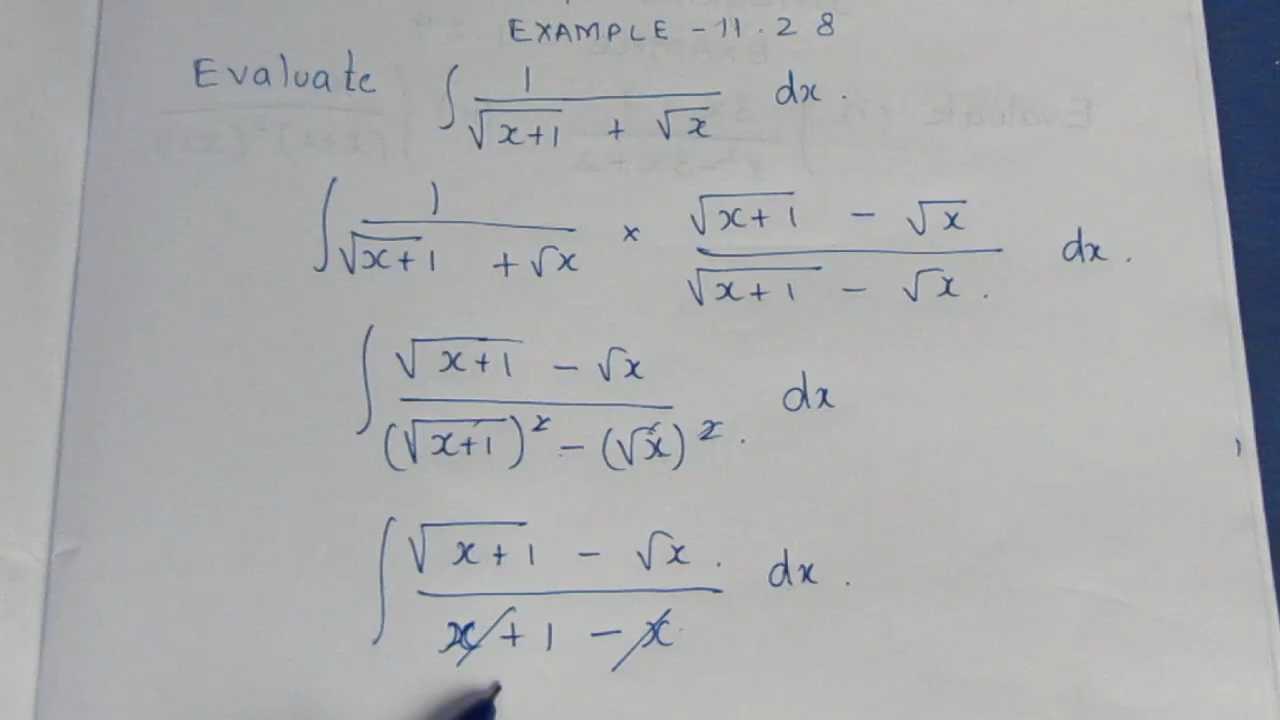 EXAMPLE - 11.28
Evaluate ∫ 1/(√(x+1) + √x) dx.
∫ 1/(√(x+1) + √x) × (√(x+1) - √x)/(√(x+1) - √x) dx.
∫ (√(x+1) - √x)/((√(x+1))² - (√x)²) dx
∫ (√(x+1) - √x)/(x + 1 - x) dx.